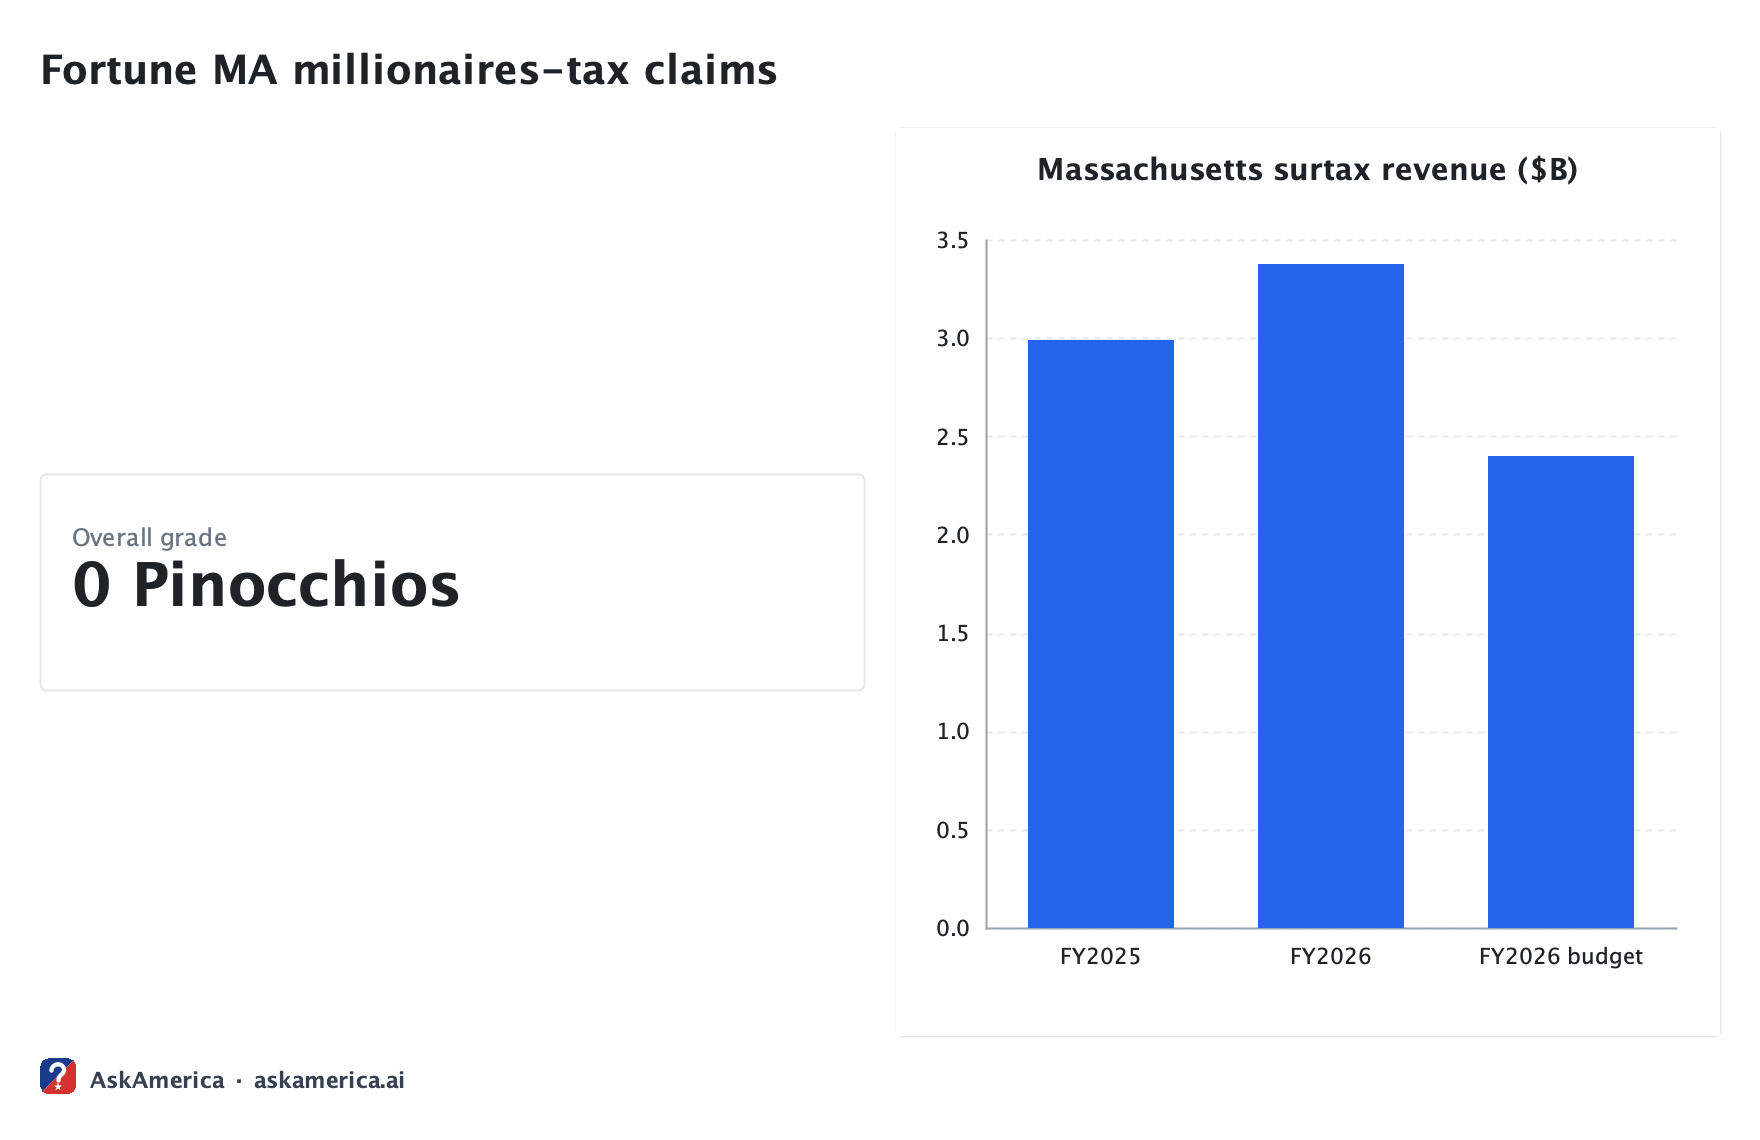 Fortune MA millionaires-tax claims
Overall grade
0 Pinocchios
Massachusetts surtax revenue ($B)
3.5
3.0
2.5
2.0
1.5
1.0
0.5
0.0
FY2025
FY2026
FY2026 budget
AskAmerica · askamerica.ai